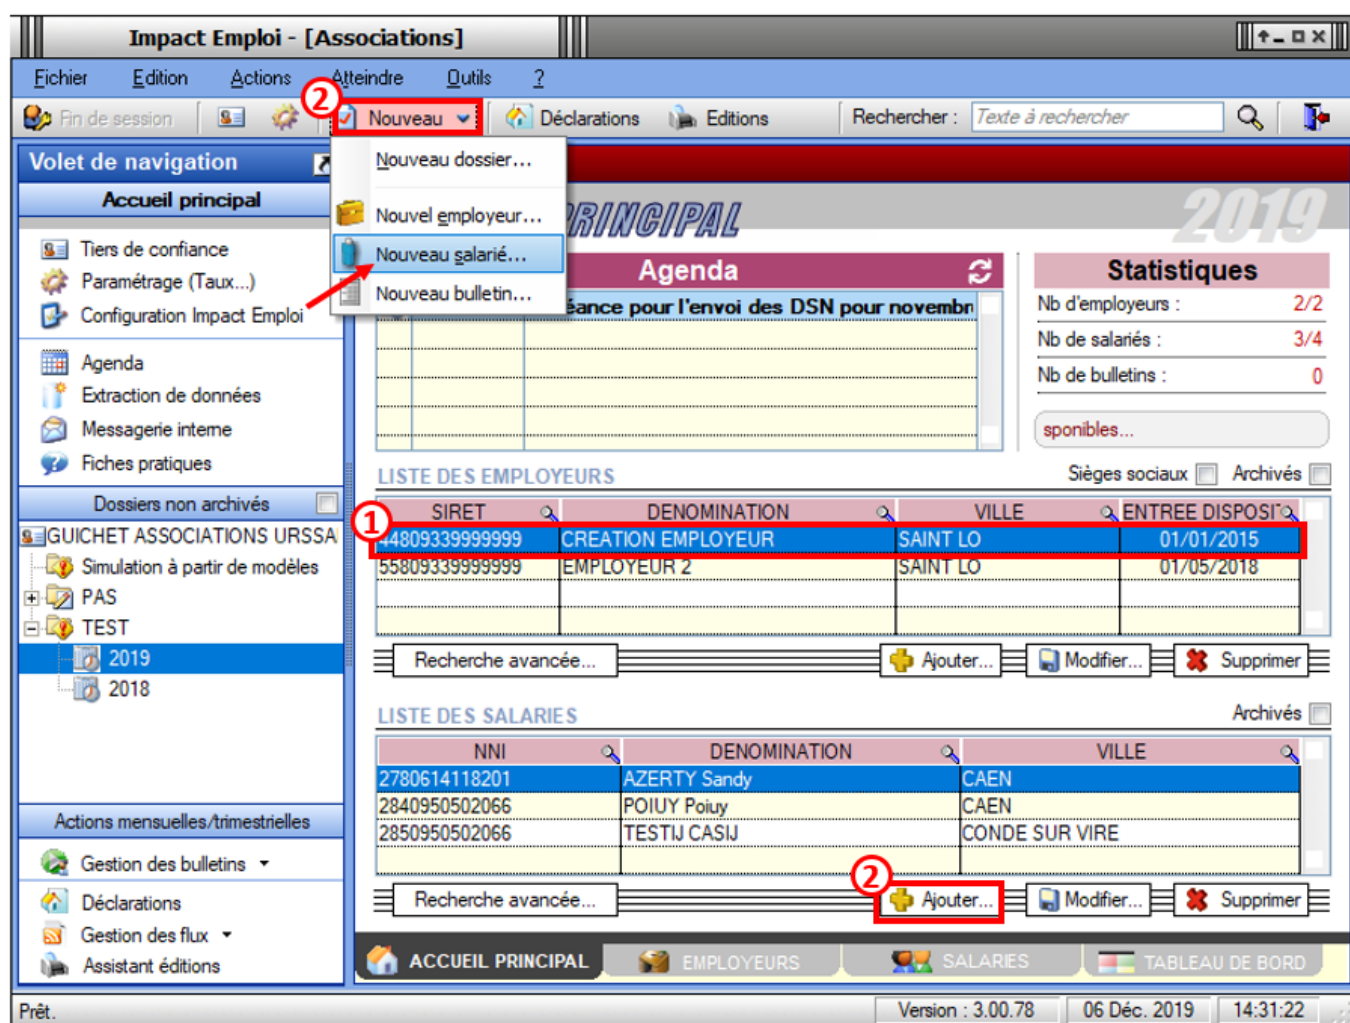 Impact Emploi - [Associations]
Fichier Edition Actions Atteindre Outils ?
2
Fin de session Nouveau Déclarations Editions Rechercher : Texte à rechercher
Volet de navigation
Nouveau dossier...
Nouvel employeur...
Nouveau salarié...
Nouveau bulletin...
Accueil principal
Tiers de confiance
Paramétrage (Taux...)
Configuration Impact Emploi
Agenda
Extraction de données
Messagerie interne
Fiches pratiques
Dossiers non archivés
GUICHET ASSOCIATIONS URSSA
Simulation à partir de modèles
PAS
TEST
2019
2018
Actions mensuelles/trimestrielles
Gestion des bulletins
Déclarations
Gestion des flux
Assistant éditions
PRINCIPAL 2019
Agenda
éance pour l'envoi des DSN pour novembr
Statistiques
Nb d'employeurs : 2/2
Nb de salariés : 3/4
Nb de bulletins : 0
sponibles...
LISTE DES EMPLOYEURS Sièges sociaux Archivés
1
SIRET DENOMINATION VILLE ENTREE DISPOSIT
44809339999999 CREATION EMPLOYEUR SAINT LO 01/01/2015
55809339999999 EMPLOYEUR 2 SAINT LO 01/05/2018
Recherche avancée... Ajouter... Modifier... Supprimer
LISTE DES SALARIES Archivés
NNI DENOMINATION VILLE
2780614118201 AZERTY Sandy CAEN
2840950502066 POIUY Poiuy CAEN
2850950502066 TESTIJ CASIJ CONDE SUR VIRE
2
Recherche avancée... Ajouter... Modifier... Supprimer
ACCUEIL PRINCIPAL EMPLOYEURS SALARIES TABLEAU DE BORD
Prêt. Version : 3.00.78 06 Déc. 2019 14:31:22